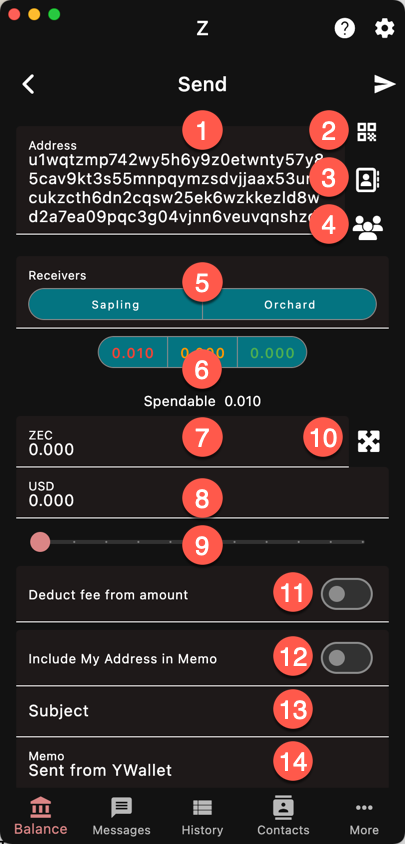 Z
Send
1
Address
u1wqtzmp742wy5h6y9z0etwnty57y8
5cav9kt3s55mnpqymzsdvjjaax53u
cukzcth6dn2cqsw25ek6wzkkezld8w
d2a7ea09pqc3g04vjnn6veuvqnshz
2
3
4
Receivers
5
Sapling Orchard
0.010 0.000 0.000
6
Spendable 0.010
ZEC
0.000
7
10
USD
0.000
8
9
Deduct fee from amount 11
Include My Address in Memo 12
Subject 13
Memo
Sent from YWallet
14
Balance Messages History Contacts More